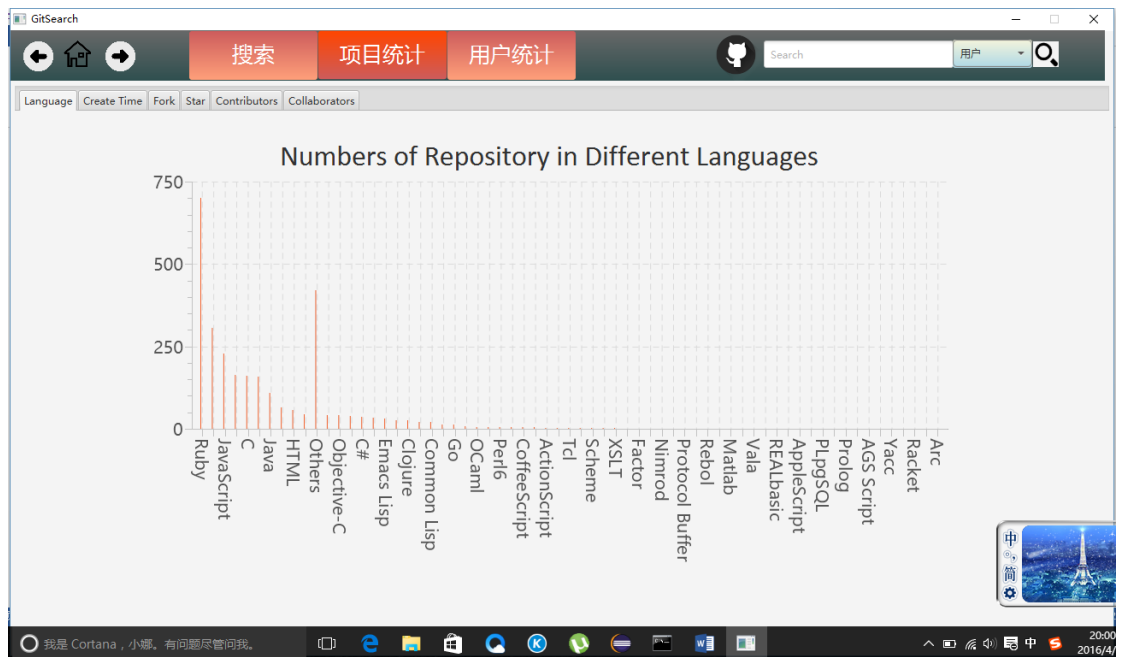 GitSearch
搜索
项目统计
用户统计
Search
用户
Language
Create Time
Fork
Star
Contributors
Collaborators
Numbers of Repository in Different Languages
750
500
250
0
Ruby
JavaScript
C
Java
HTML
Others
Objective-C
C#
Emacs Lisp
Clojure
Common Lisp
Go
OCaml
Perl6
CoffeeScript
ActionScript
Tcl
Scheme
XSLT
Factor
Nimrod
Protocol Buffer
Rebol
Matlab
Vala
REALbasic
AppleScript
PLpgSQL
Prolog
AGS Script
Yacc
Racket
Arc
中
简
我是 Cortana，小娜。有问题尽管问我。
中
20:00
2016/4/